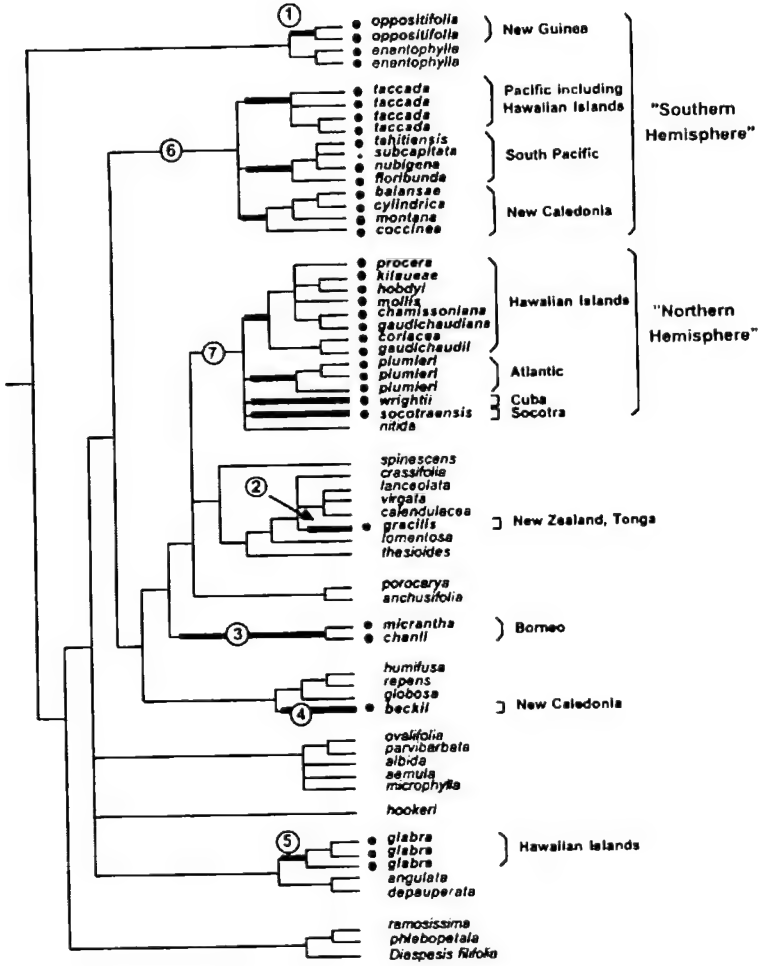 1
oppositifolia
oppositifolia
New Guinea
enantophylla
enantophylla
taccada
taccada
taccada
taccada
Pacific including
Hawaiian Islands
"Southern
Hemisphere"
6
tahitiensis
subcapitata
nubigena
floribunda
South Pacific
balansae
cylindrica
montana
coccinea
New Caledonia
procera
kilaueae
hobdyi
mollis
chamissoniana
gaudichaudiana
coriacea
gaudichaudii
Hawaiian Islands
"Northern
Hemisphere"
7
plumieri
plumieri
plumieri
Atlantic
wrightii
Cuba
socotraensis
Socotra
nitida
spinescens
crassifolia
lanceolata
2
virgata
calendulacea
gracilis
New Zealand, Tonga
tomentosa
thesioides
porocarya
anchusifolia
3
micrantha
chanii
Borneo
humifusa
repens
globosa
4
beckii
New Caledonia
ovalifolia
parvibarbata
albida
aemula
microphylla
hookeri
5
glabra
glabra
glabra
Hawaiian Islands
angulata
depauperata
ramosissima
phlebopetala
Diaspasis filifolia